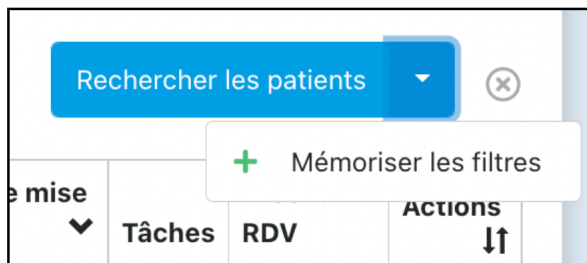 Rechercher les patients
+ Mémoriser les filtres
e mise
Tâches
RDV
Actions